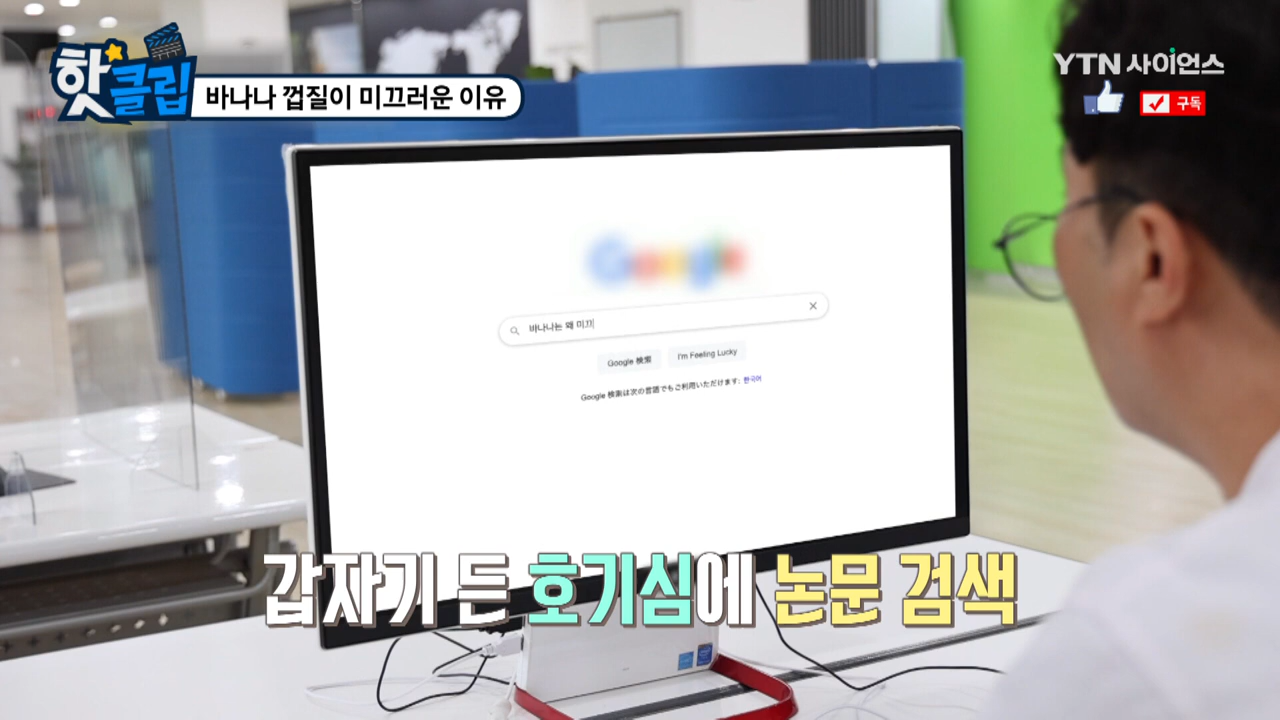 핫클립
바나나 껍질이 미끄러운 이유
YTN 사이언스
구독
Google
바나나는 왜 미끄
Google 検索
I'm Feeling Lucky
Google 検索は次の言語でもご利用いただけます: 한국어
갑자기 든 호기심에 논문 검색